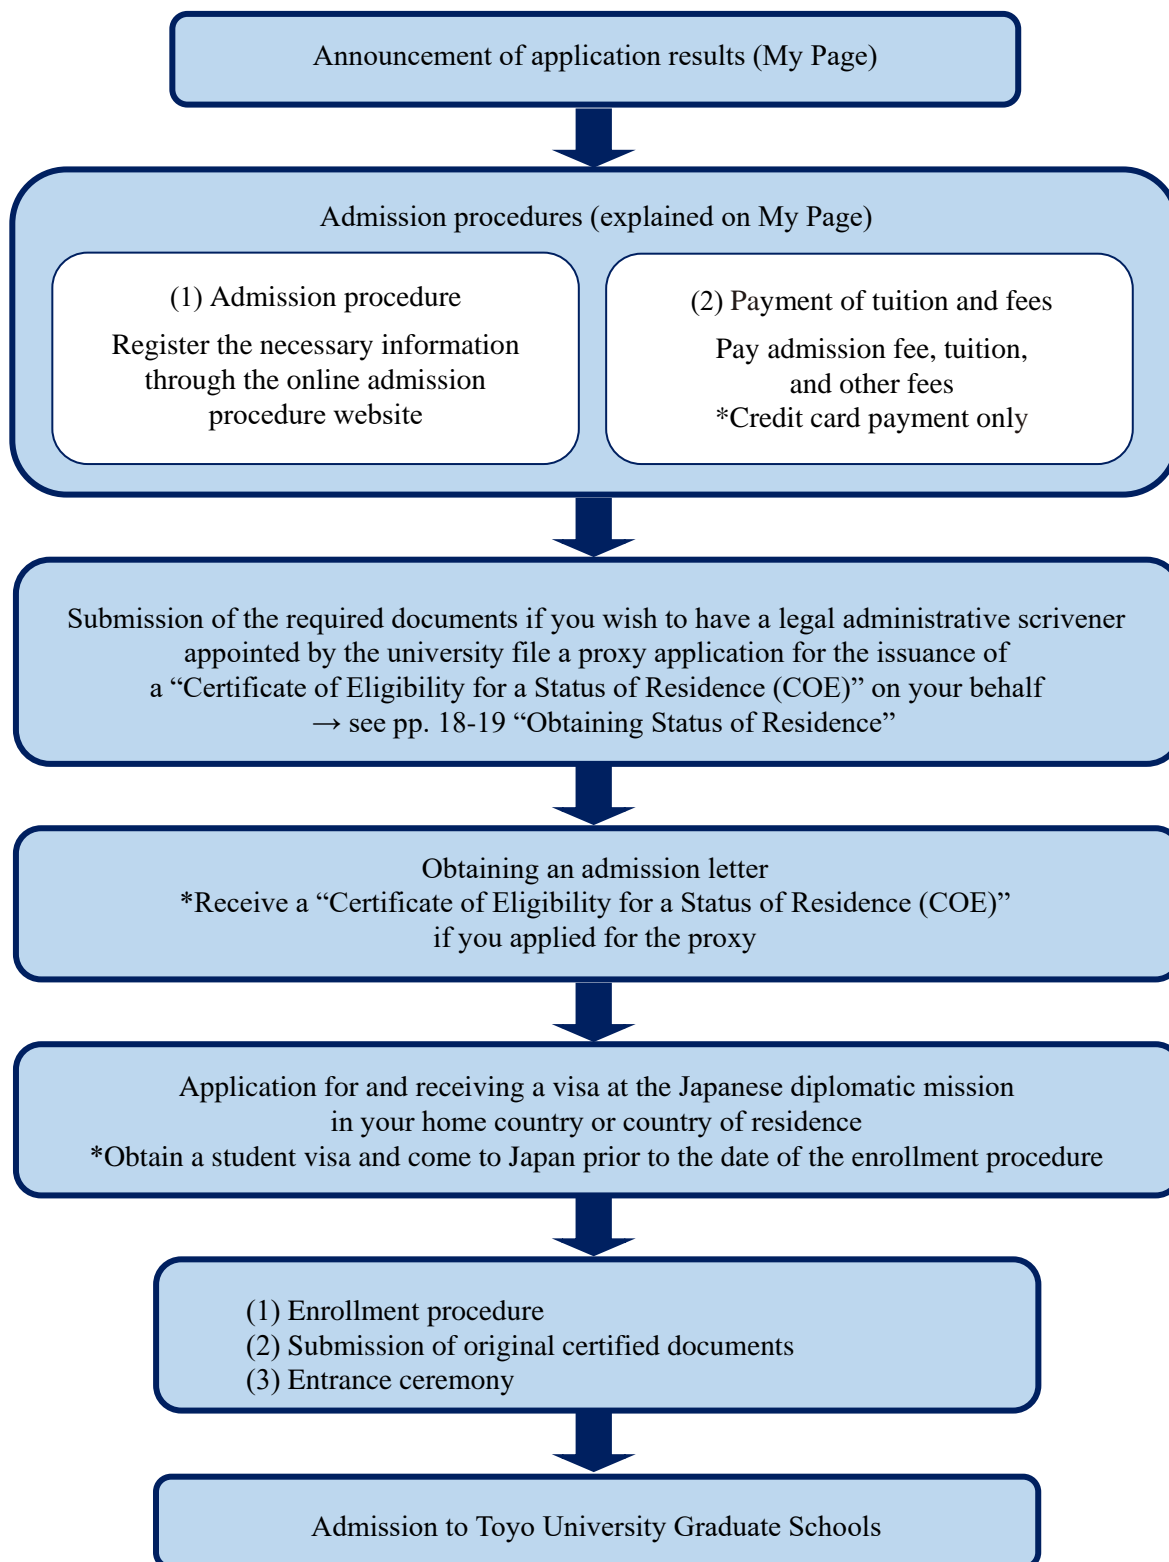 Announcement of application results (My Page)
Admission procedures (explained on My Page)
(1) Admission procedure
Register the necessary information
through the online admission
procedure website
(2) Payment of tuition and fees
Pay admission fee, tuition,
and other fees
*Credit card payment only
Submission of the required documents if you wish to have a legal administrative scrivener
appointed by the university file a proxy application for the issuance of
a “Certificate of Eligibility for a Status of Residence (COE)” on your behalf
→ see pp. 18-19 “Obtaining Status of Residence”
Obtaining an admission letter
*Receive a “Certificate of Eligibility for a Status of Residence (COE)”
if you applied for the proxy
Application for and receiving a visa at the Japanese diplomatic mission
in your home country or country of residence
*Obtain a student visa and come to Japan prior to the date of the enrollment procedure
(1) Enrollment procedure
(2) Submission of original certified documents
(3) Entrance ceremony
Admission to Toyo University Graduate Schools